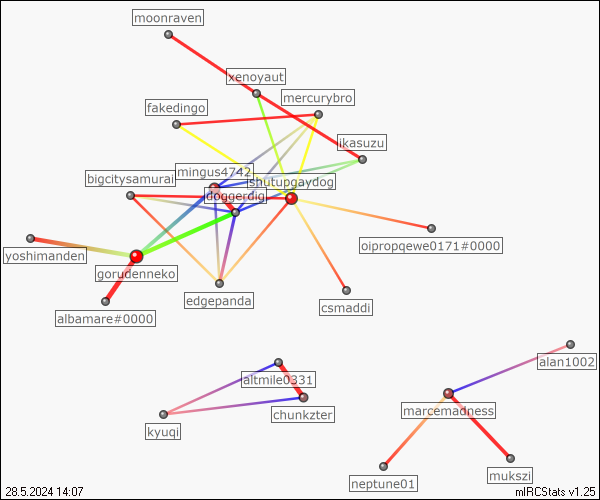 moonraven
xenoyaut
mercurybro
fakedingo
ikasuzu
mingus4742
bigcitysamurai
shutupgaydog
doggerdig
oipropqewe0171#0000
yoshimanden
gorudenneko
edgepanda
csmaddi
albamare#0000
alan1002
altmile0331
marcemadness
chunkzter
kyuqi
mukszi
neptune01
28.5.2024 14:07
mIRCStats v1.25